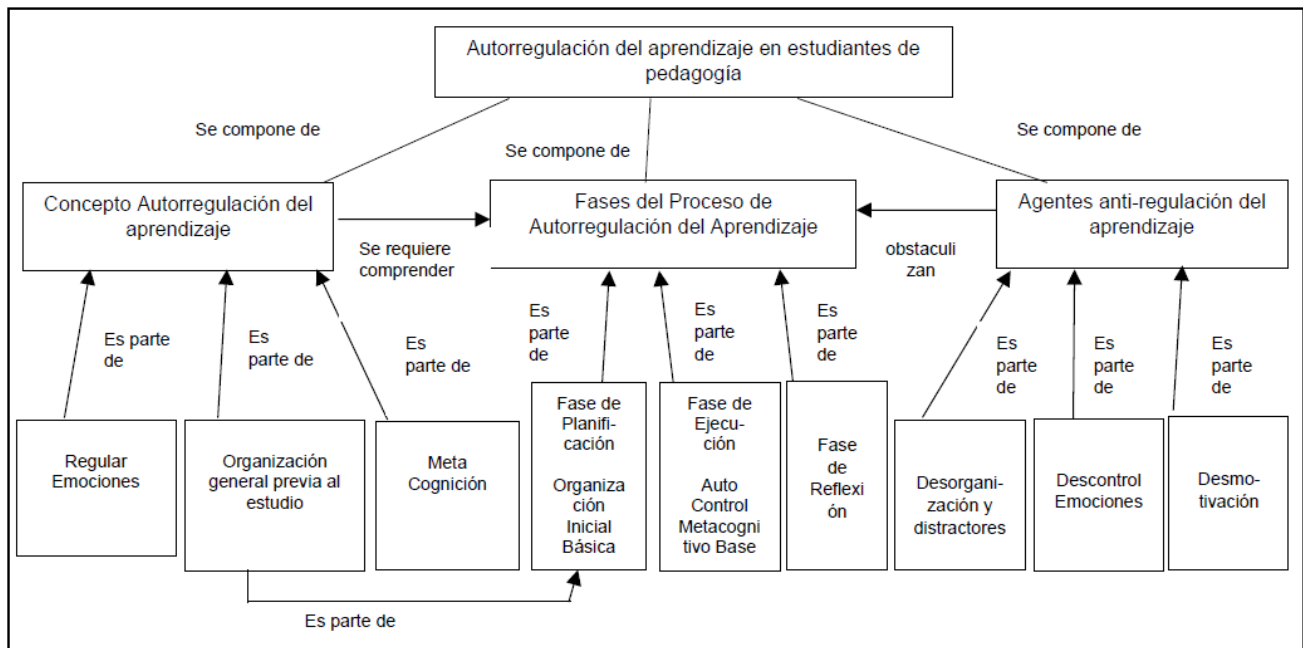 Autorregulación del aprendizaje en estudiantes de
pedagogía
Se compone de
Se compone de
Se compone de
Concepto Autorregulación del
aprendizaje
Fases del Proceso de
Autorregulación del Aprendizaje
Agentes anti-regulación del
aprendizaje
Se requiere
comprender
obstaculi
zan
Es parte
de
Es
parte de
Es
parte de
Es
parte
de
Es
parte
de
Es
parte
de
Es
parte
de
Es
parte
de
Es
parte
de
Regular
Emociones
Organización
general previa al
estudio
Meta
Cognición
Fase de
Planifi-
cación
Organiza
ción
Inicial
Básica
Fase de
Ejecu-
ción
Auto
Control
Metacogni
tivo Base
Fase
de
Reflexi
ón
Desorgani-
zación y
distractores
Descontrol
Emociones
Desmo-
tivación
Es parte de